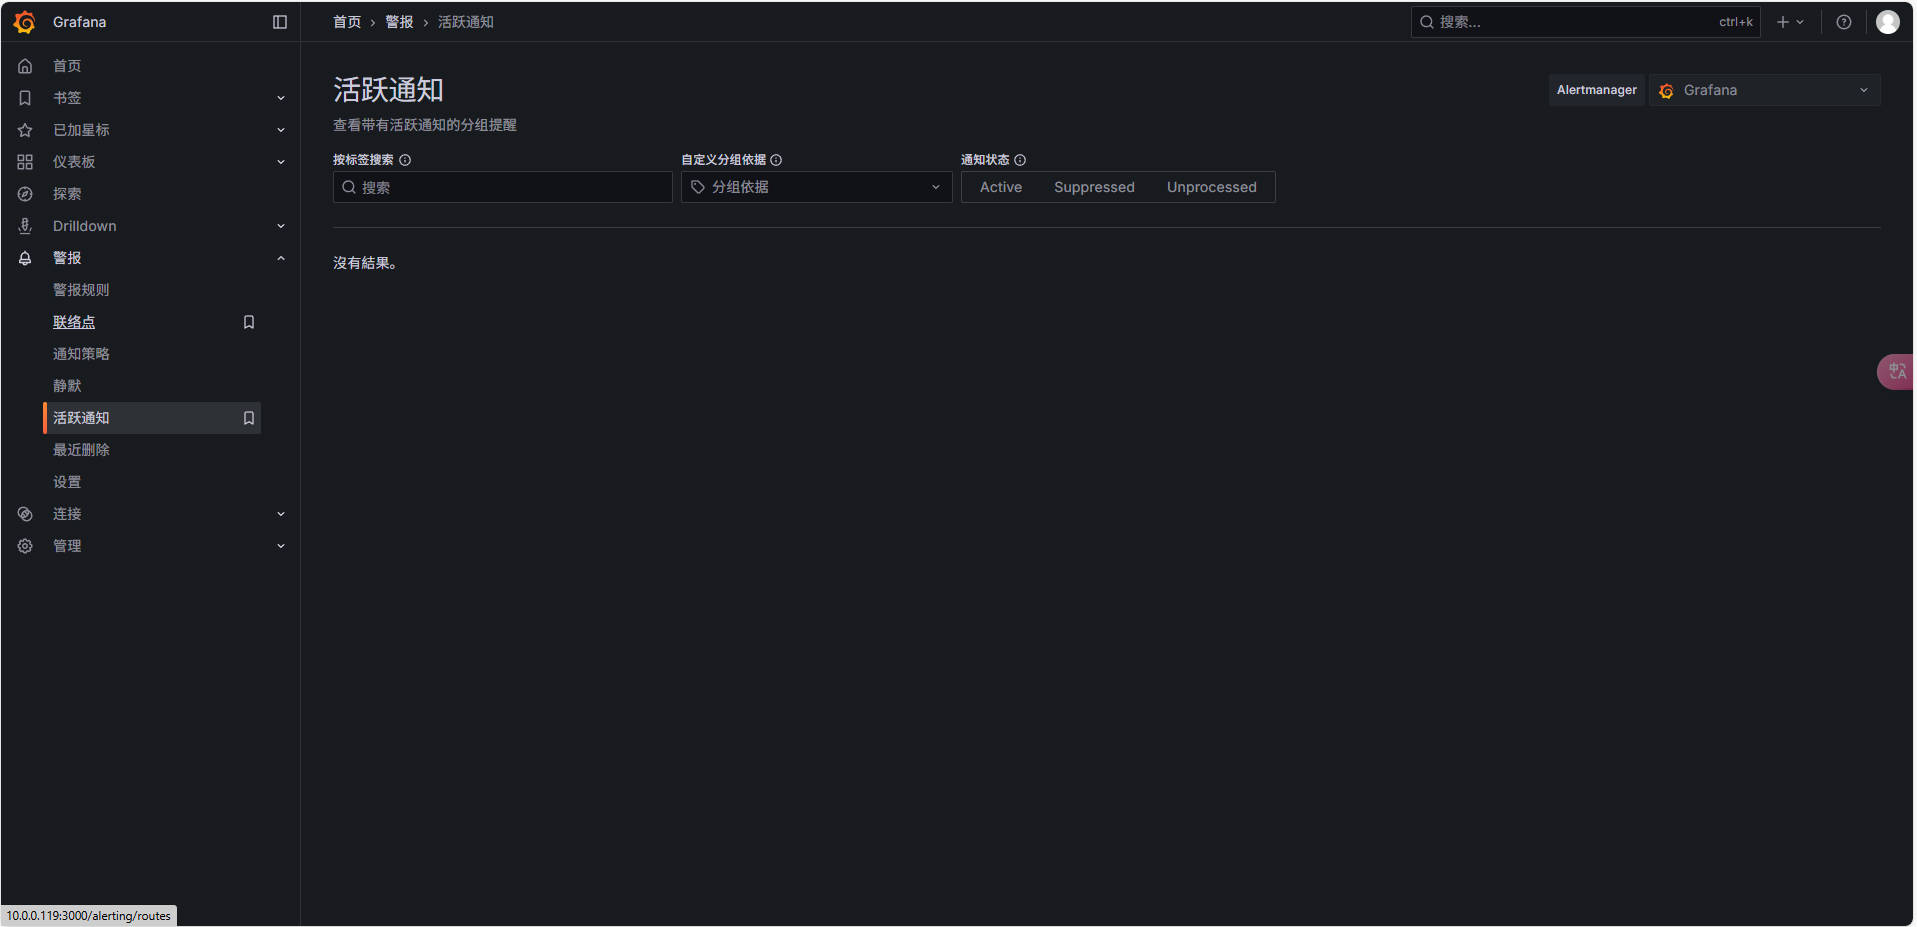 Grafana
首页 › 警报 › 活跃通知
搜索...
ctrl+k
首页
书签
已加星标
仪表板
探索
Drilldown
警报
警报规则
联络点
通知策略
静默
活跃通知
最近删除
设置
连接
管理
活跃通知
Alertmanager
Grafana
查看带有活跃通知的分组提醒
按标签搜索
自定义分组依据
通知状态
搜索
分组依据
Active
Suppressed
Unprocessed
沒有結果。
中 A
10.0.0.119:3000/alerting/routes